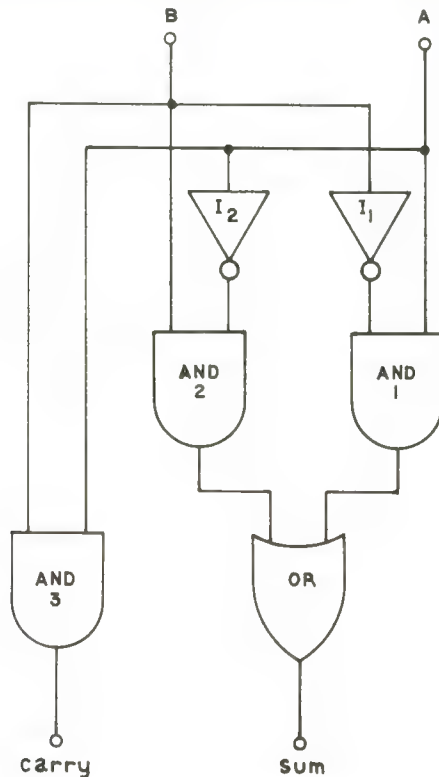 B A
I2 I1
AND
2
AND
1
AND
3
OR
carry sum